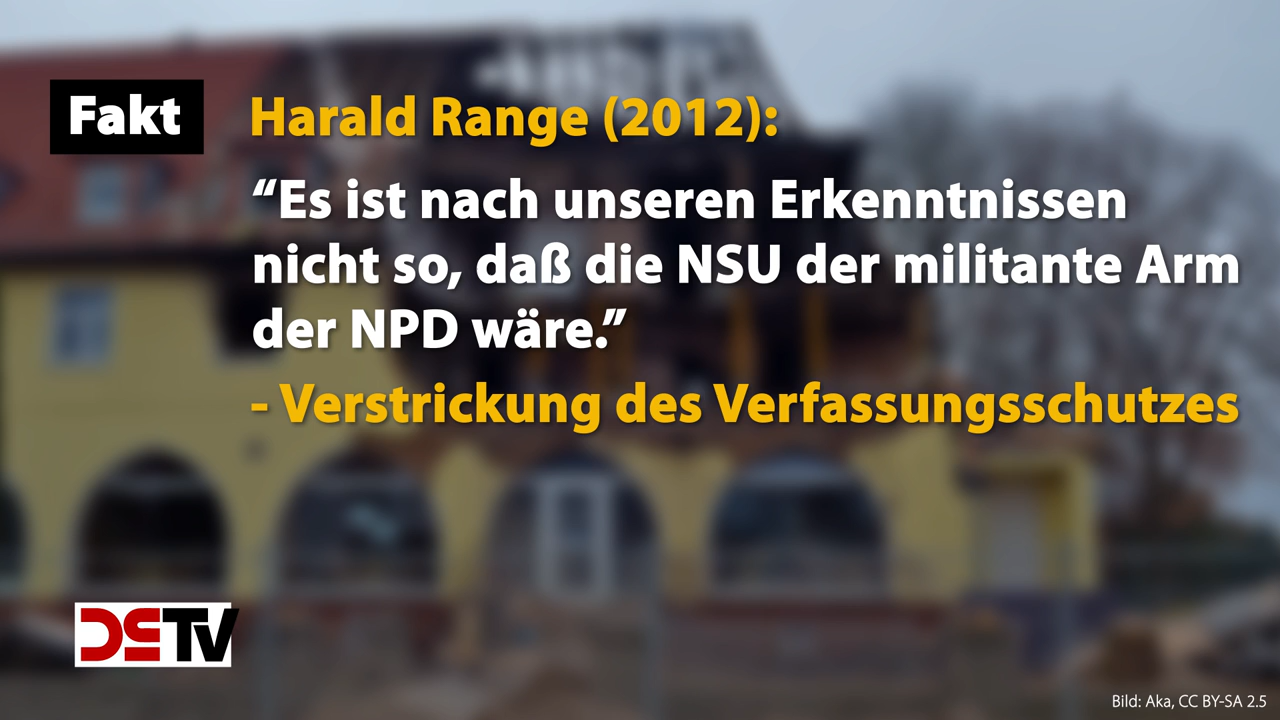 Fakt
Harald Range (2012):
“Es ist nach unseren Erkenntnissen
nicht so, daß die NSU der militante Arm
der NPD wäre.”
- Verstrickung des Verfassungsschutzes
DSTV
Bild: Aka, CC BY-SA 2.5